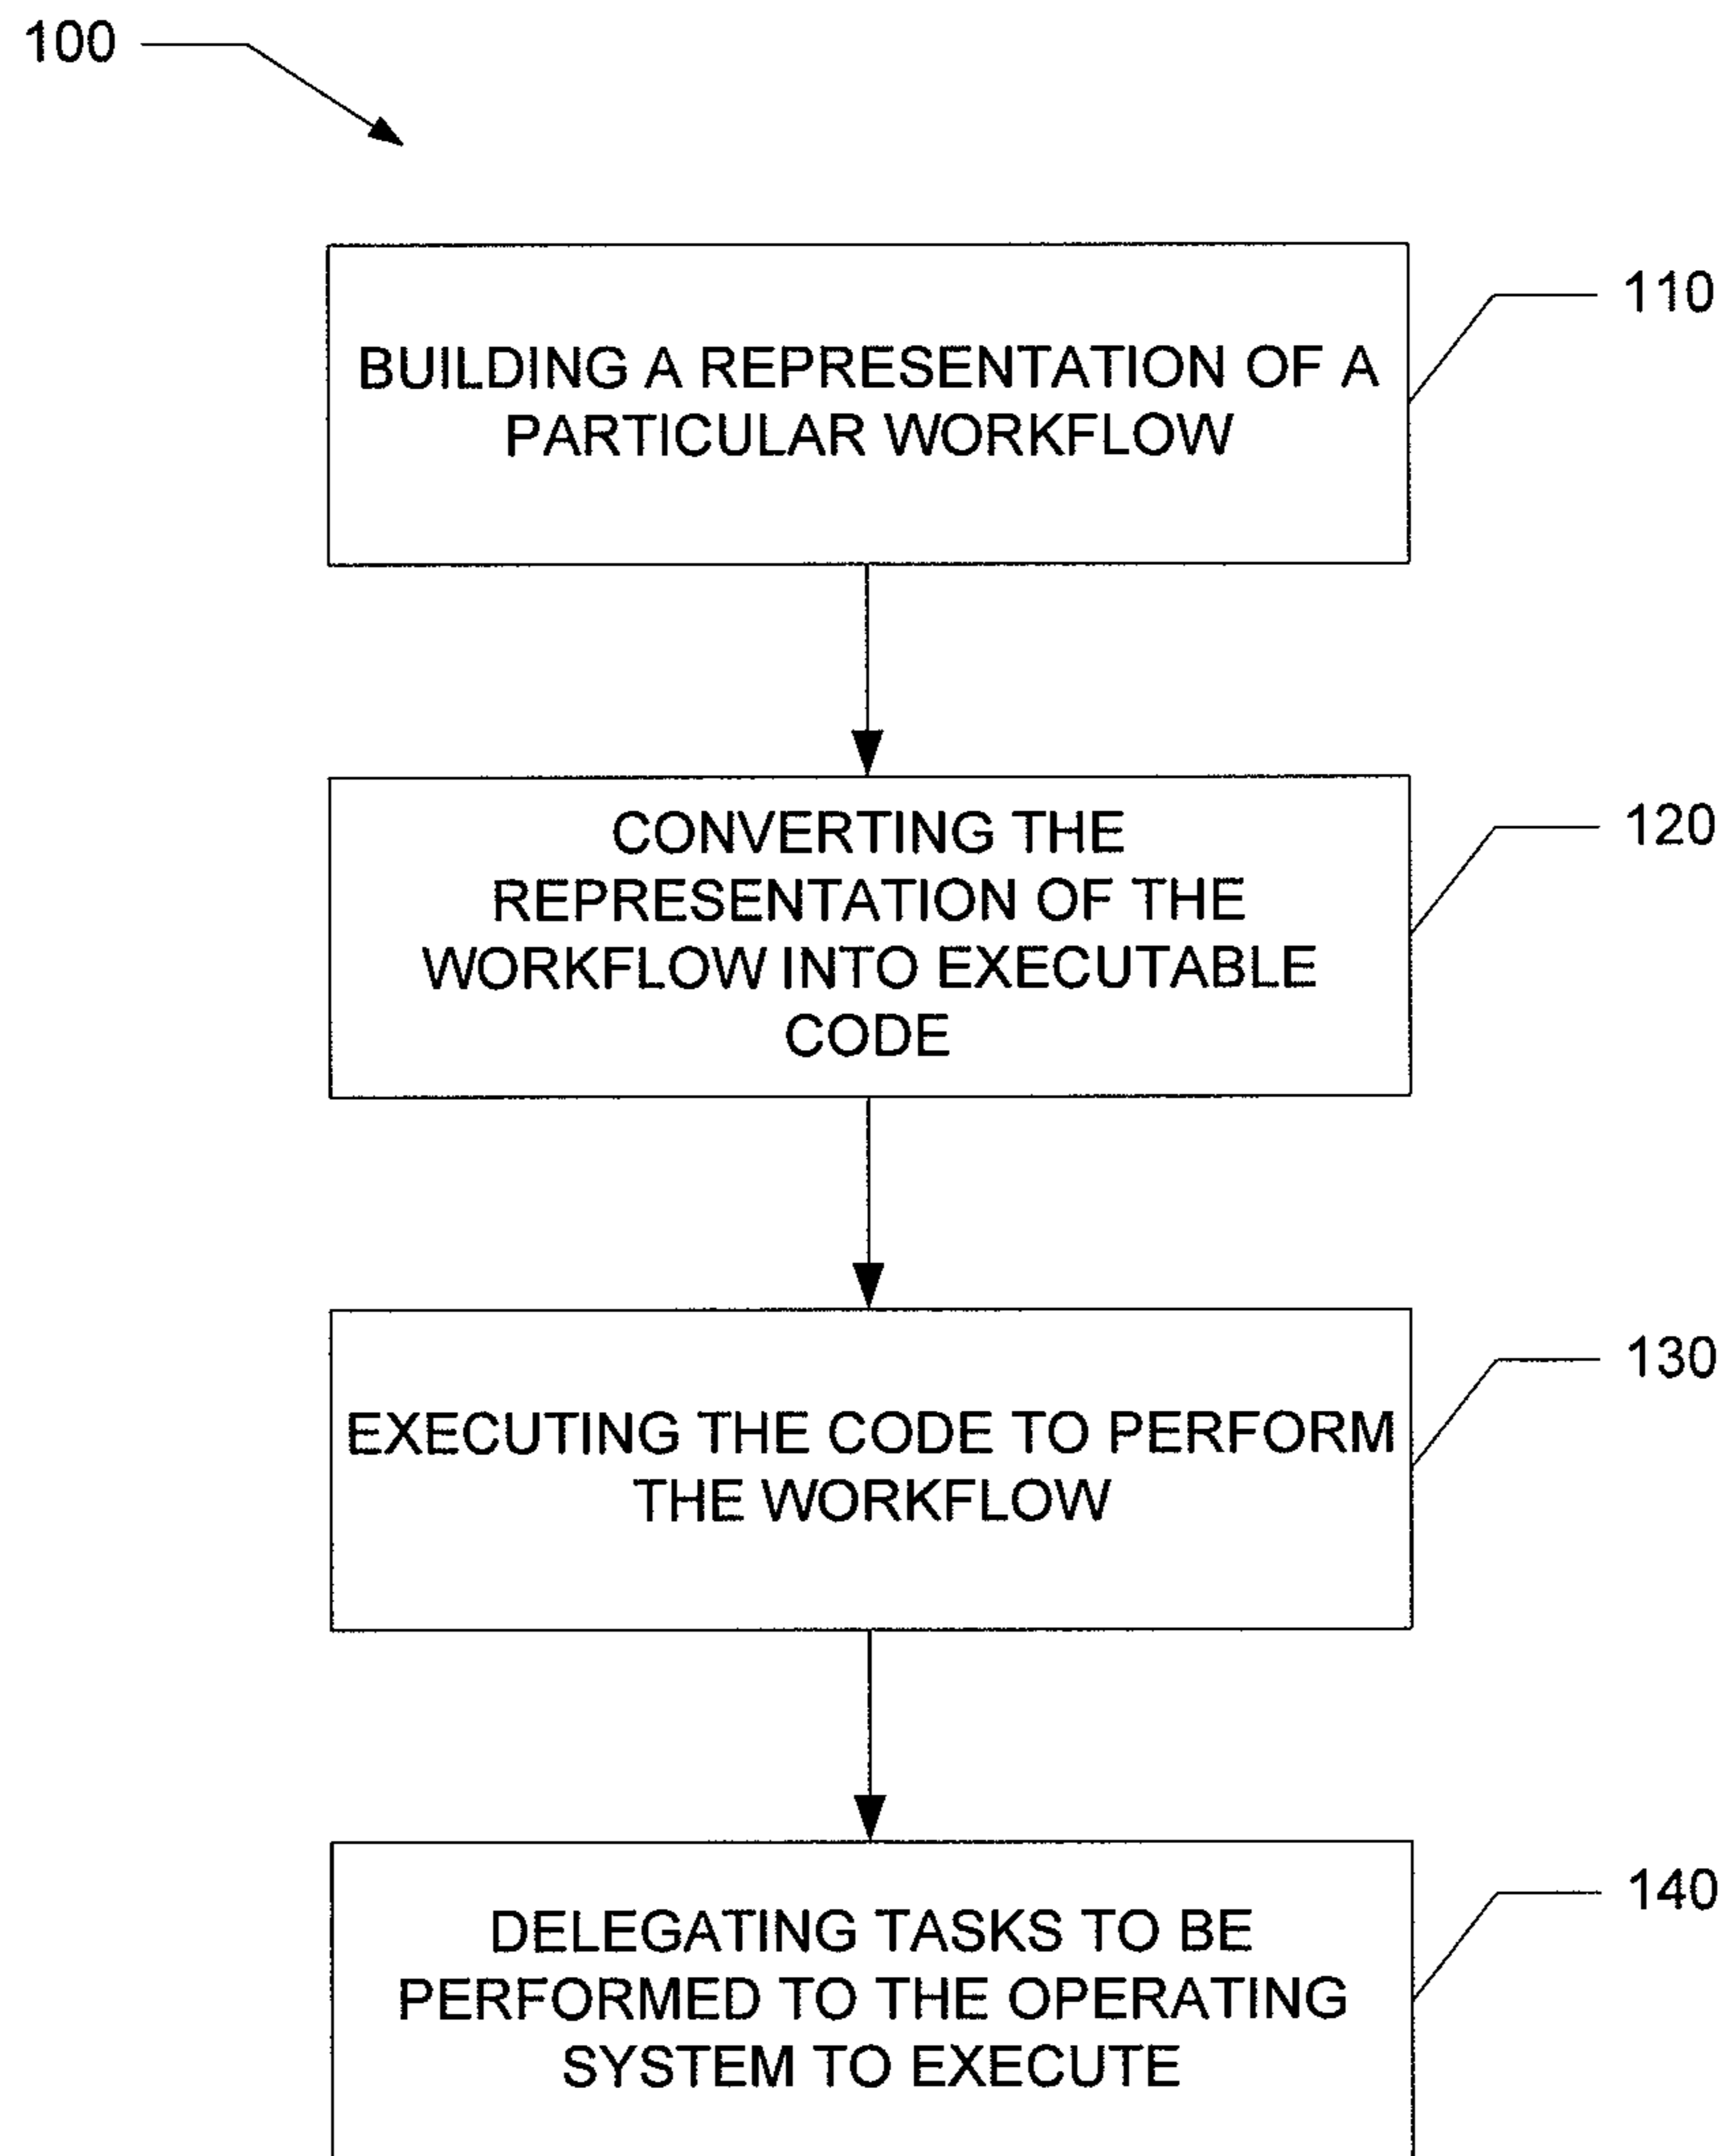 100
110
BUILDING A REPRESENTATION OF A
PARTICULAR WORKFLOW
120
CONVERTING THE
REPRESENTATION OF THE
WORKFLOW INTO EXECUTABLE
CODE
130
EXECUTING THE CODE TO PERFORM
THE WORKFLOW
140
DELEGATING TASKS TO BE
PERFORMED TO THE OPERATING
SYSTEM TO EXECUTE